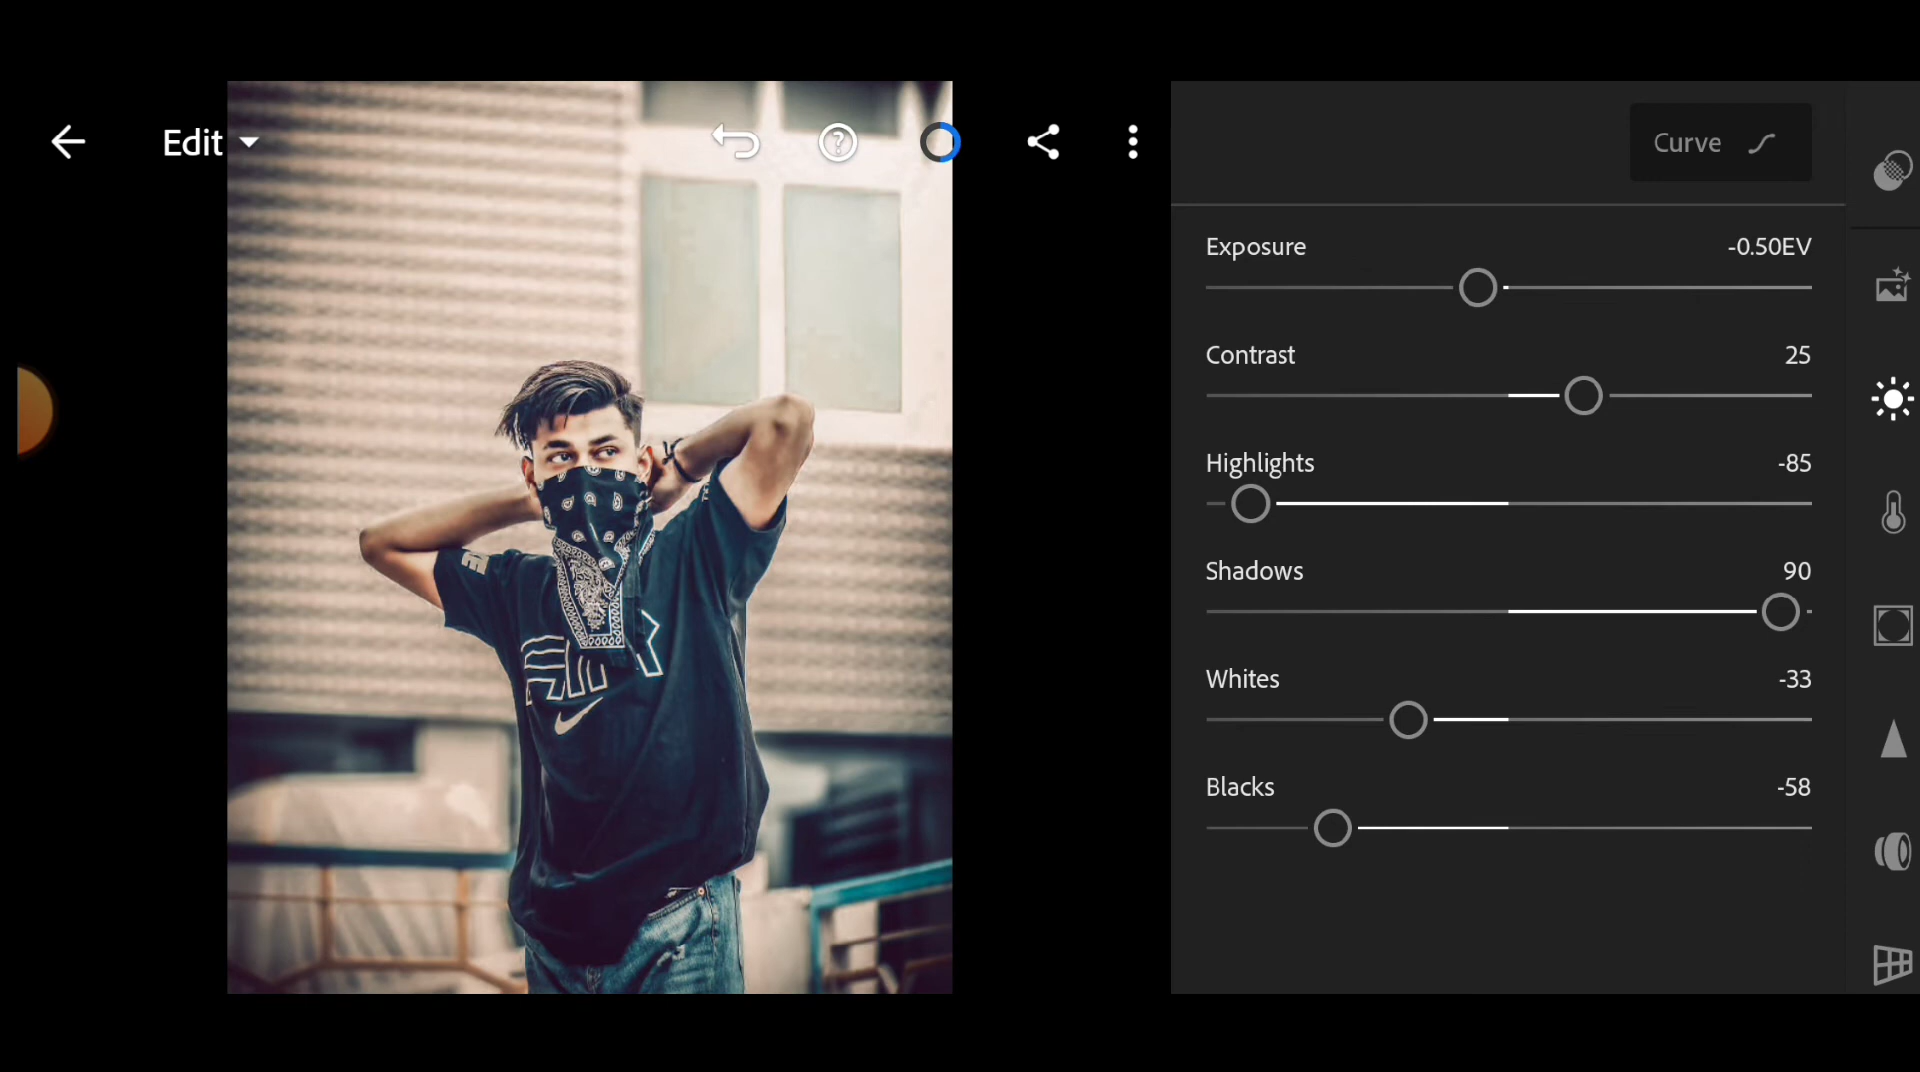 Edit
Curve
Exposure -0.50EV
Contrast 25
Highlights -85
Shadows 90
Whites -33
Blacks -58